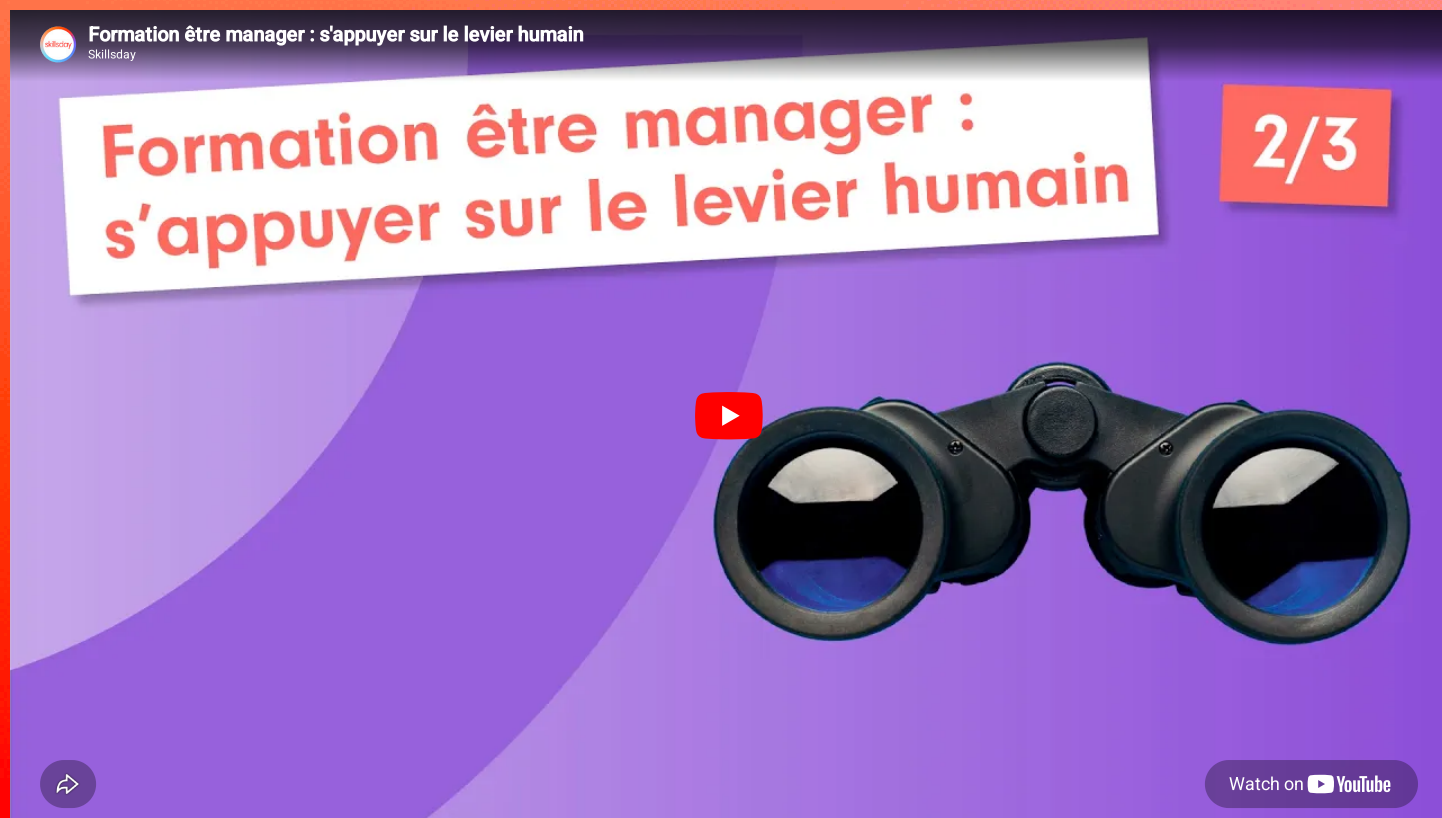 skillsday
Formation être manager : s'appuyer sur le levier humain
Skillsday
Formation être manager :
s’appuyer sur le levier humain
2/3
Watch on YouTube